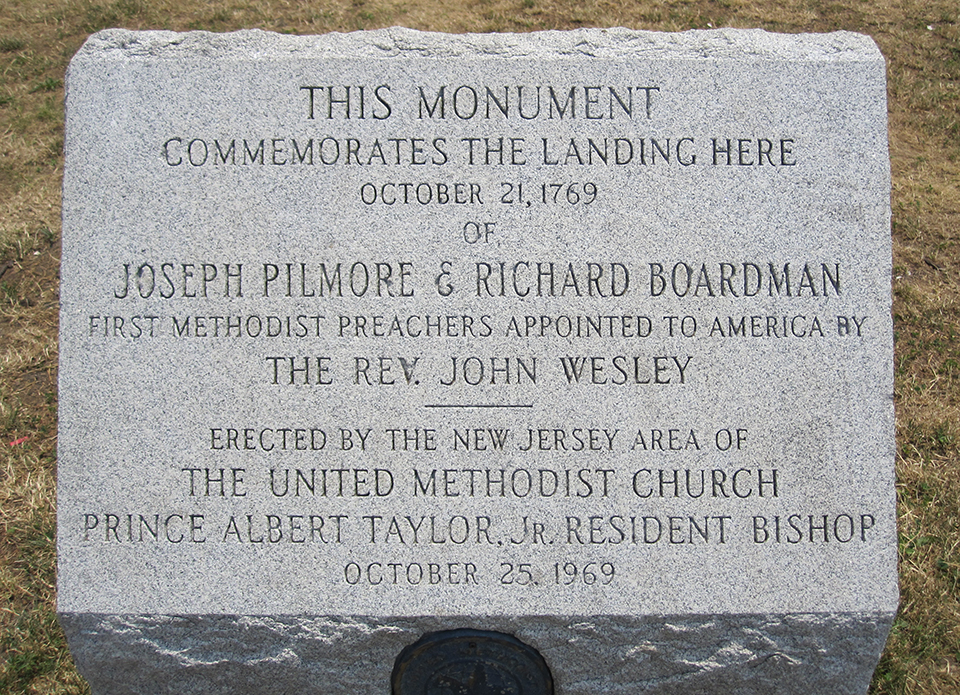 THIS MONUMENT
COMMEMORATES THE LANDING HERE
OCTOBER 21, 1769
OF
JOSEPH PILMORE & RICHARD BOARDMAN
FIRST METHODIST PREACHERS APPOINTED TO AMERICA BY
THE REV. JOHN WESLEY
ERECTED BY THE NEW JERSEY AREA OF
THE UNITED METHODIST CHURCH
PRINCE ALBERT TAYLOR, JR. RESIDENT BISHOP
OCTOBER 25, 1969